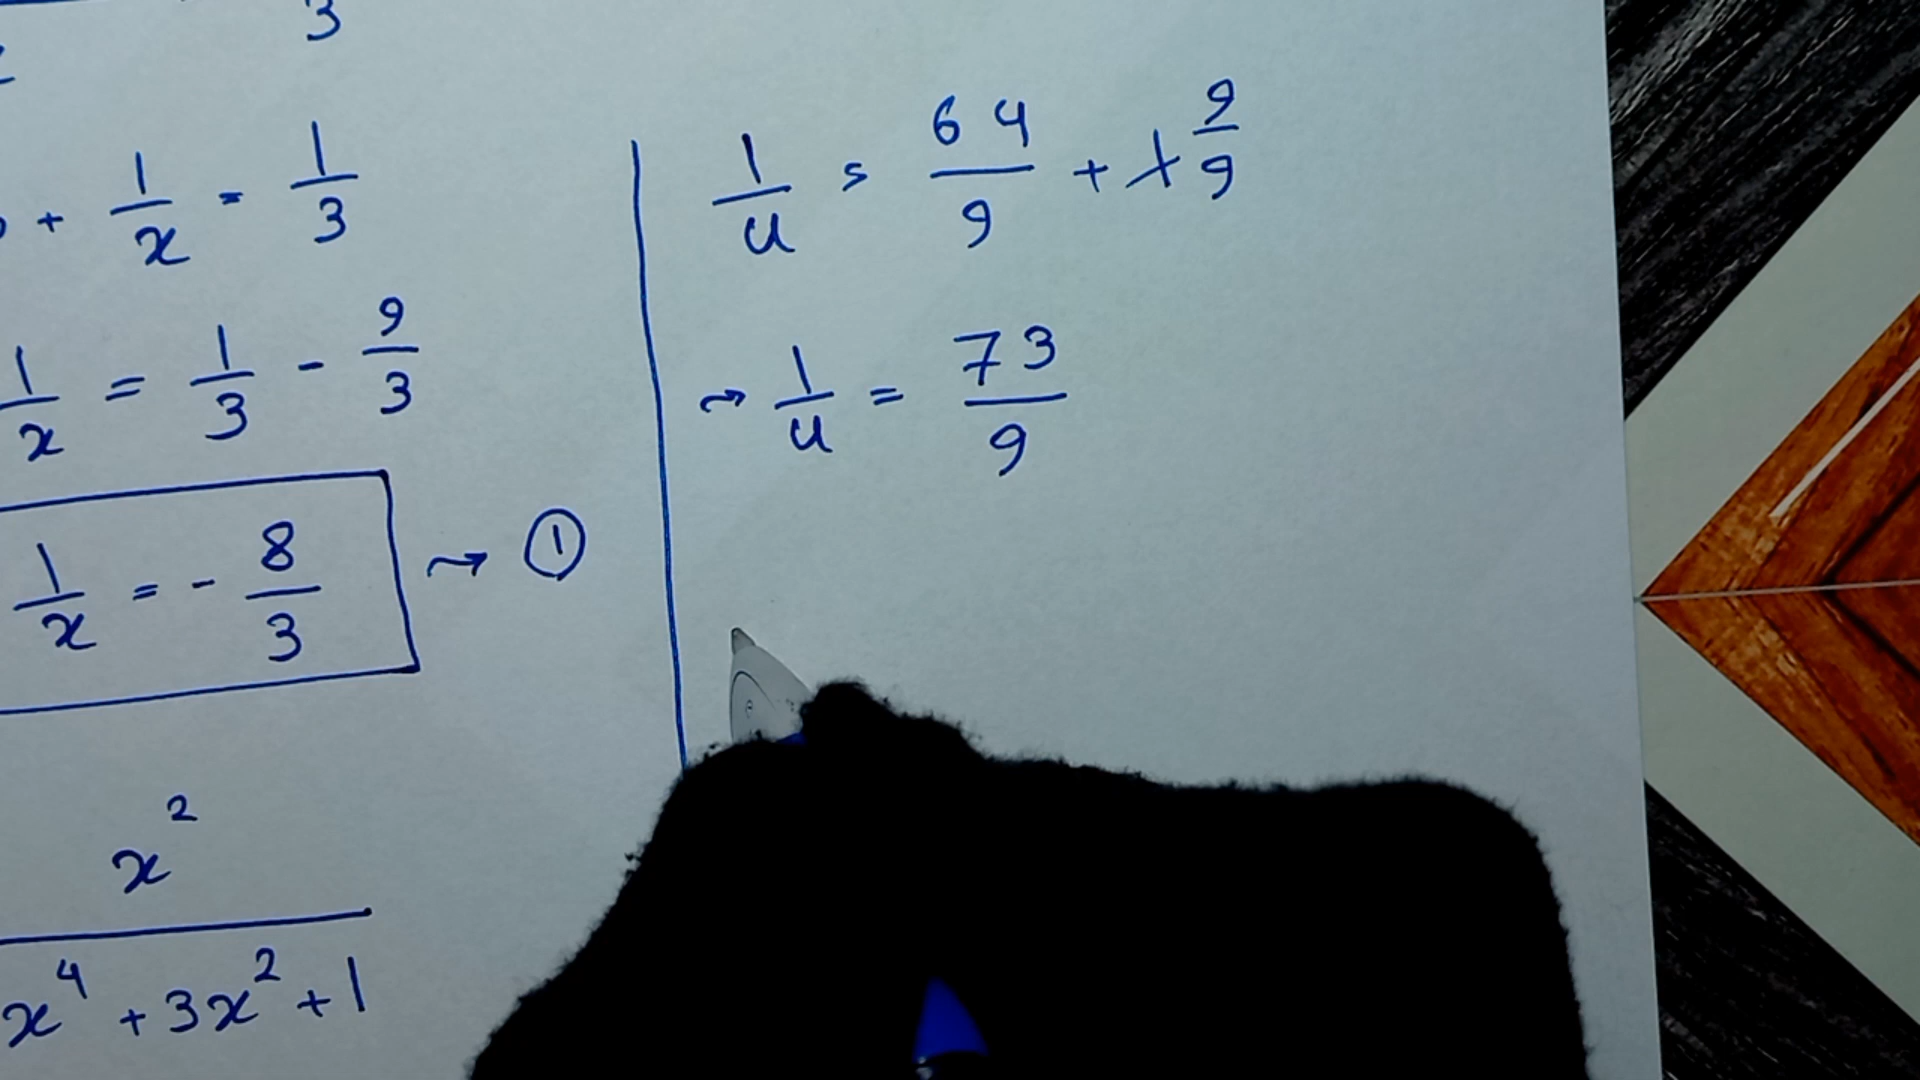 3
+ 1/x = 1/3
1/x = 1/3 - 9/3
1/x = - 8/3 → ①
x²
x⁴ + 3x² + 1
1/u = 64/9 + 1 9/9
→ 1/u = 73/9